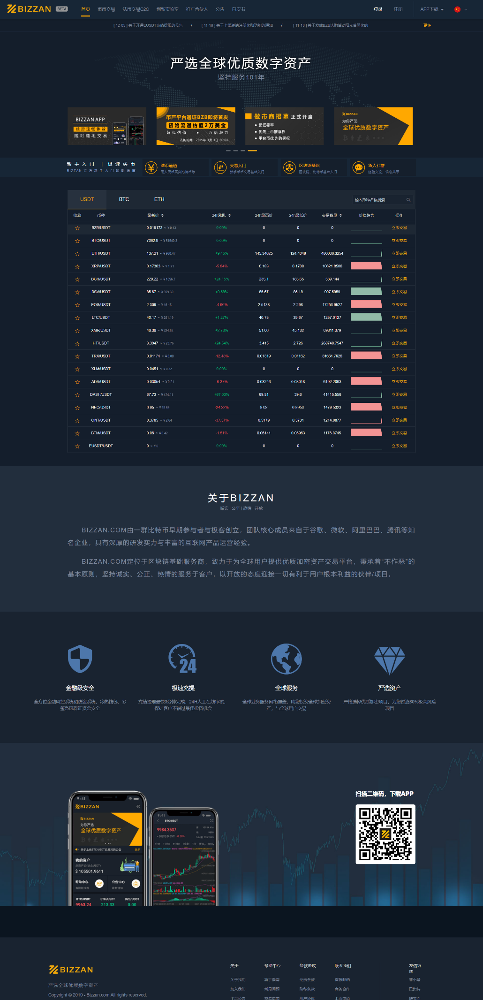 BIZZAN BETA 首页 币币交易 法币交易C2C 创新实验室 推广合伙人 公告 白皮书 登录 注册 APP下载
[ 12-05 ] 关于开通EUSDT充值提现的公告 / [ 11-18 ] 关于上线邀请注册奖励功能的通知 / [ 11-18 ] 关于发放BZB认购活动阳光普照奖的 更多
严选全球优质数字资产
坚持服务101年
BIZZAN APP
丝滑流畅体验
随时随地交易
币严平台通证BZB即将首发
初始流通估值2万美金
超低估值 • 万倍潜力
认购时间: 2019年11月11日 20:00
做市商招募 正式开启
● 超低费率
● 优先上币推荐权
● 平台币优先购买权
BIZZAN
为你严选
全球优质数字资产
新手入门 | 极速买币
BIZZAN官方新手入门辅助通道
法币通道
用人民币买卖比特币等
交易入门
新手币币交易基础入门
区块链基础
区块链、比特币基础入门
新人社群
经验交流、信息共享
USDT BTC ETH 输入币种名称搜索
收藏 币种 最新价 24h涨跌 24h最高价 24h最低价 交易数量 价格趋势 操作
BZB/USDT 0.019173 ≈ ￥0.13 0.00% 0 0 0 立即交易
BTC/USDT 7362.9 ≈ ￥51540.3 0.00% 0 0 0 立即交易
ETH/USDT 137.21 ≈ ￥960.47 +9.45% 145.34625 124.4048 480038.3254 立即交易
XRP/USDT 0.17303 ≈ ￥1.21 -5.84% 0.183 0.1708 10621.8506 立即交易
BCH/USDT 229.22 ≈ ￥1596.7 +24.15% 235.1 183.65 539.144 立即交易
BSV/USDT 85.67 ≈ ￥599.69 +0.58% 85.67 85.18 907.5959 立即交易
EOS/USDT 2.309 ≈ ￥16.16 -4.66% 2.5138 2.298 17256.9527 立即交易
LTC/USDT 40.17 ≈ ￥281.19 +1.27% 40.75 39.67 1257.0127 立即交易
XMR/USDT 46.36 ≈ ￥324.52 +2.73% 51.06 45.132 69311.379 立即交易
HT/USDT 3.3947 ≈ ￥23.76 +24.54% 3.415 2.726 268748.7547 立即交易
TRX/USDT 0.01174 ≈ ￥0.08 -12.48% 0.01319 0.01162 81661.7926 立即交易
XLM/USDT 0.0451 ≈ ￥0.32 0.00% 0 0 0 立即交易
ADA/USDT 0.03054 ≈ ￥0.21 -6.37% 0.03246 0.03018 6192.2063 立即交易
DASH/USDT 67.73 ≈ ￥474.11 +67.03% 69.51 39.6 41415.556 立即交易
NEO/USDT 6.95 ≈ ￥48.65 -24.22% 8.62 6.8953 1479.5323 立即交易
ONT/USDT 0.3785 ≈ ￥2.64 -37.37% 0.5179 0.3731 1214.0877 立即交易
BTM/USDT 0.06 ≈ ￥0.42 -1.51% 0.06141 0.05963 1176.8745 立即交易
EUSDT/USDT 0 ≈ ￥0 0.00% 0 0 0 立即交易
关于BIZZAN
诚实 | 公平 | 热情 | 开放
BIZZAN.COM由一群比特币早期参与者与极客创立，团队核心成员来自于谷歌、微软、阿里巴巴、腾讯等知
名企业，具有深厚的研发实力与丰富的互联网产品运营经验。
BIZZAN.COM定位于区块链基础服务商，致力于为全球用户提供优质加密资产交易平台，秉承着“不作恶”的
基本原则，坚持诚实、公正、热情的服务于客户，以开放的态度迎接一切有利于用户根本利益的伙伴/项目。
24
金融级安全
全方位金融风控系统和防盗系统，冷热钱包、多
签系统保证资金安全
极速充提
充值提现最快3分钟完成，24H人工在线审核，
保护客户不错过最佳投资机会
全球服务
全球业务服务网络覆盖，助您投资全球加密资
产，与全球用户交易
严选资产
严格选择优质加密项目，为您过滤80%极高风险
项目
扫描二维码，下载APP
9:41
BIZZAN
BIZZAN
为你严选
全球优质数字资产
关于上线BTC/USDT交易对的公告 更多
我的资产
总资产约(折合USDT)
$ 105501.9611
帮助中心
公告中心
最新通知
BTC/USDT ETH/USDT BZB/USDT
9963.24 213.33 0.00
9:41
BTC/USDT
9984.3537
≈ 68892.04 CNY -0.58%
分时 1分钟 5分钟 1小时 1天 更多
BIZZAN
严选全球优质数字资产
Copyright © 2019 - Bizzan.com All rights reserved.
关于
关于我们
加入我们
平台公告
帮助中心
新手指南
常见问题
交易指南
条款协议
免责条款
隐私条款
用户协议
联系我们
客服邮箱
商务合作
上币申请
友情链
接
非小号
巴比特
链节点